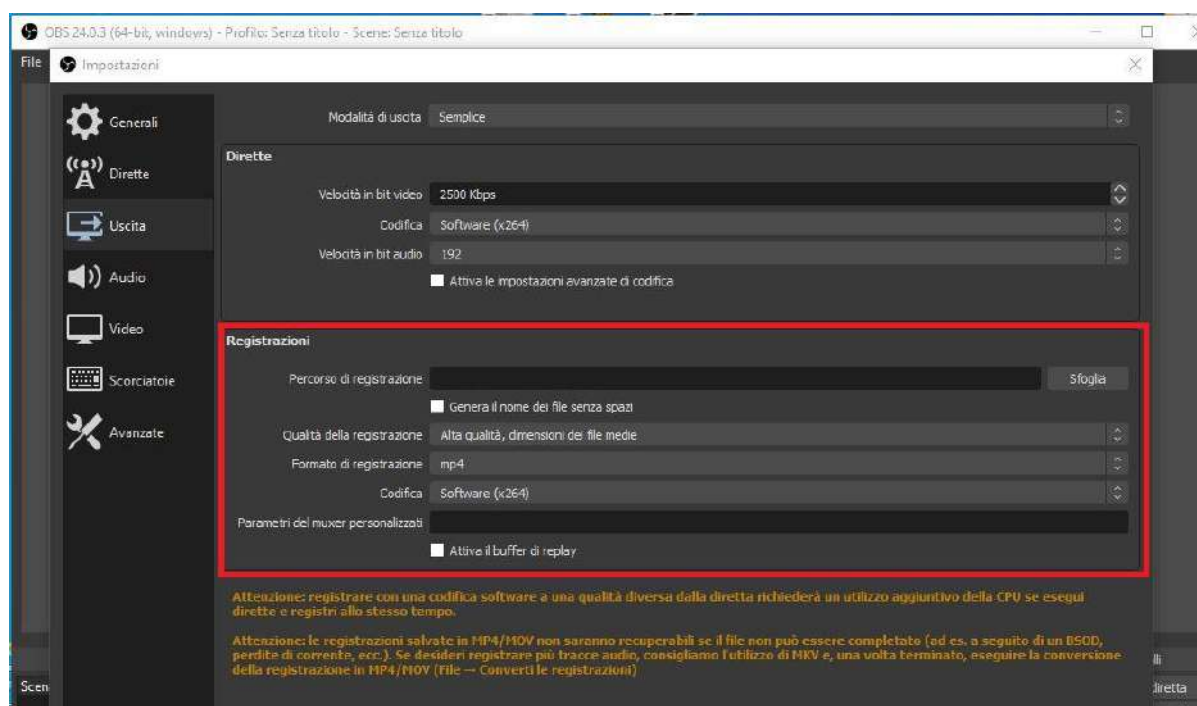 OBS 24.0.3 (64-bit, windows) - Profilo: Senza titolo - Scene: Senza titolo
File
Impostazioni
Generali
Dirette
Uscita
Audio
Video
Scorciatoie
Avanzate
Modalità di uscita Semplice
Dirette
Velocità in bit video 2500 Kbps
Codifica Software (x264)
Velocità in bit audio 192
Attiva le impostazioni avanzate di codifica
Registrazioni
Percorso di registrazione Sfoglia
Genera il nome dei file senza spazi
Qualità della registrazione Alta qualità, dimensioni dei file medie
Formato di registrazione mp4
Codifica Software (x264)
Parametri del muxer personalizzati
Attiva il buffer di replay
Attenzione: registrare con una codifica software a una qualità diversa dalla diretta richiederà un utilizzo aggiuntivo della CPU se esegui
dirette e registri allo stesso tempo.
Attenzione: le registrazioni salvate in MP4/MOV non saranno recuperabili se il file non può essere completato (ad es. a seguito di un BSOD,
perdite di corrente, ecc.). Se desideri registrare più tracce audio, consigliamo l'utilizzo di MKV e, una volta terminato, eseguire la conversione
della registrazione in MP4/MOV (File → Converti le registrazioni)
Scen
diretta